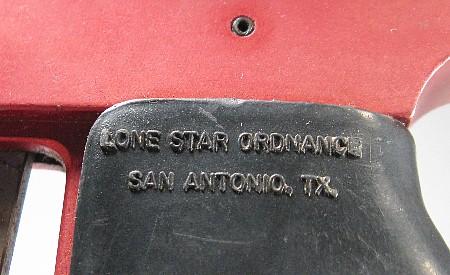 LONE STAR ORDNANCE
SAN ANTONIO, TX.